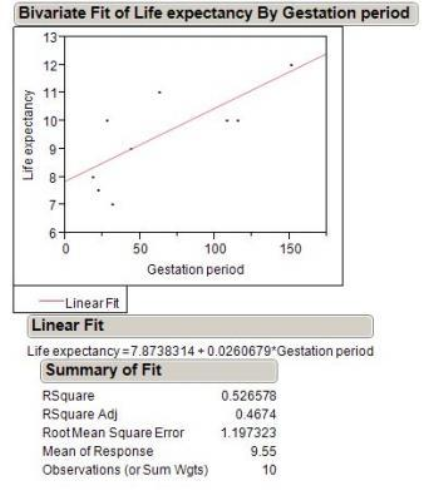 Bivariate Fit of Life expectancy By Gestation period
13
12
11
10
9
8
7
6
Life expectancy
0 50 100 150
Gestation period
Linear Fit
Linear Fit
Life expectancy = 7.8738314 + 0.0260679*Gestation period
Summary of Fit
RSquare 0.526578
RSquare Adj 0.4674
Root Mean Square Error 1.197323
Mean of Response 9.55
Observations (or Sum Wgts) 10